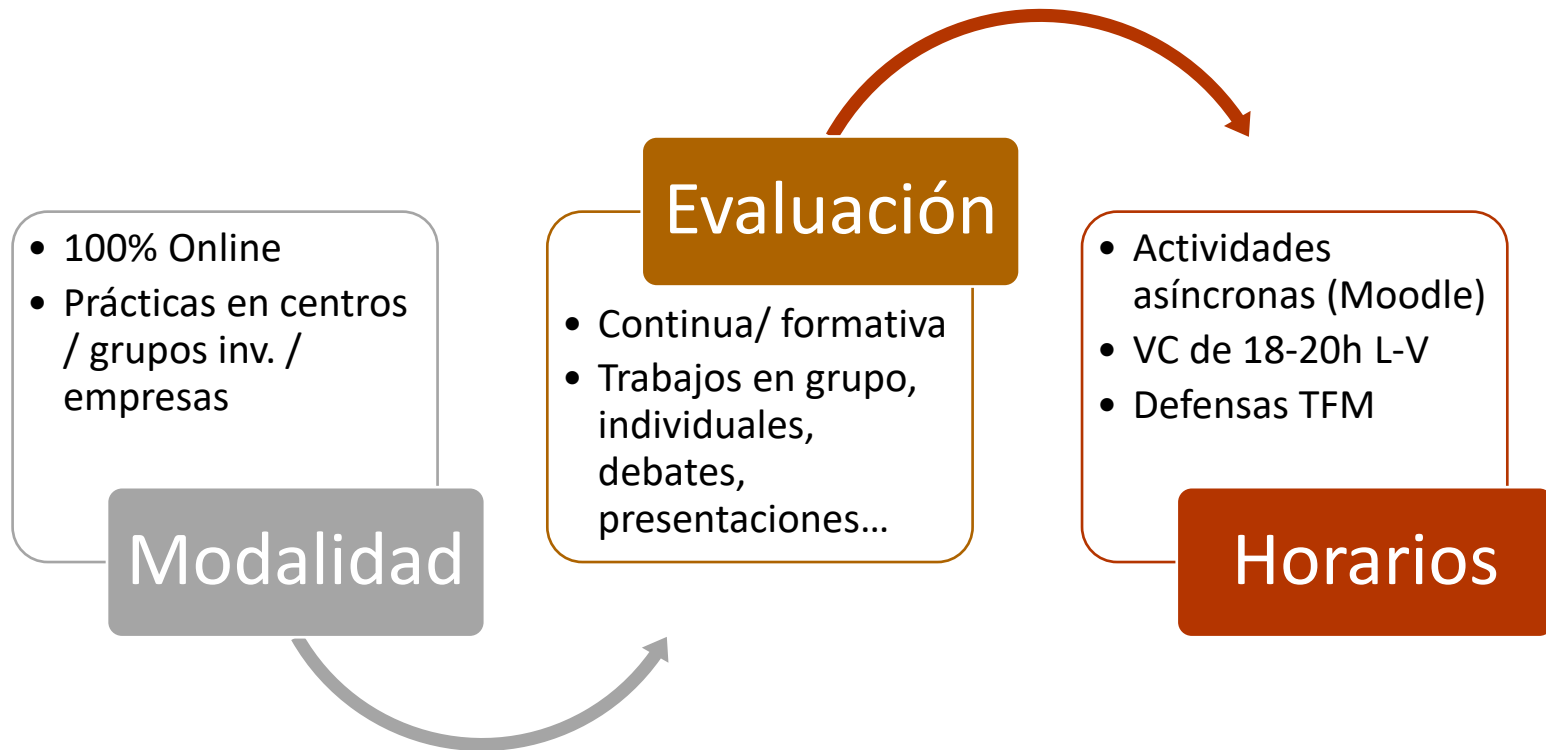 • 100% Online
• Prácticas en centros
/ grupos inv. /
empresas
Modalidad
Evaluación
• Continua/ formativa
• Trabajos en grupo,
individuales,
debates,
presentaciones…
• Actividades
asíncronas (Moodle)
• VC de 18-20h L-V
• Defensas TFM
Horarios